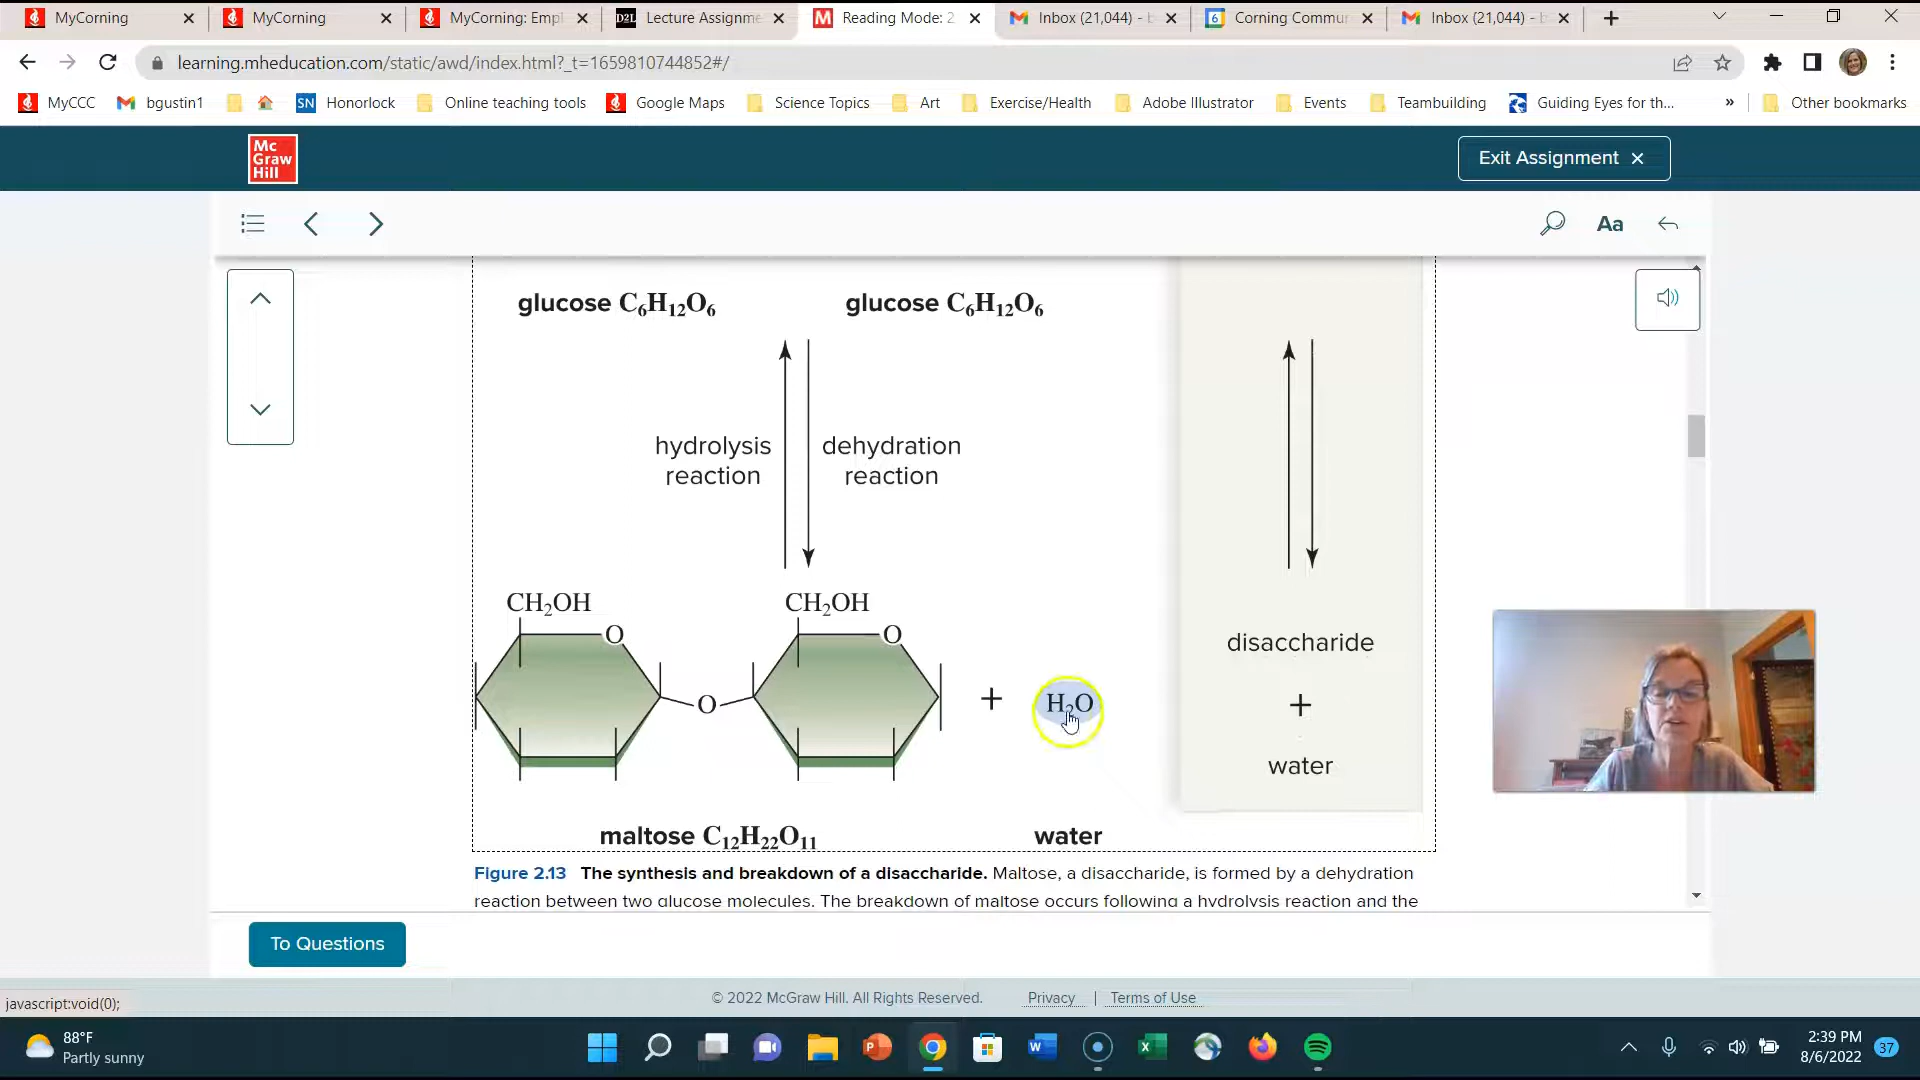 MyCorning
MyCorning
MyCorning: Empl
D2L Lecture Assignme
M Reading Mode: 2
Inbox (21,044) - b
6 Corning Commun
Inbox (21,044) - b
learning.mheducation.com/static/awd/index.html?_t=1659810744852#/
MyCCC
bgustin1
SN Honorlock
Online teaching tools
Google Maps
Science Topics
Art
Exercise/Health
Adobe Illustrator
Events
Teambuilding
Guiding Eyes for th...
»
Other bookmarks
Mc
Graw
Hill
Exit Assignment ×
Aa
glucose C₆H₁₂O₆
glucose C₆H₁₂O₆
hydrolysis
reaction
dehydration
reaction
CH₂OH
CH₂OH
O
O
O
+
H₂O
disaccharide
+
water
maltose C₁₂H₂₂O₁₁
water
Figure 2.13 The synthesis and breakdown of a disaccharide. Maltose, a disaccharide, is formed by a dehydration
reaction between two glucose molecules. The breakdown of maltose occurs following a hydrolysis reaction and the
To Questions
© 2022 McGraw Hill. All Rights Reserved.
Privacy | Terms of Use
javascript:void(0);
88°F
Partly sunny
2:39 PM
8/6/2022
37